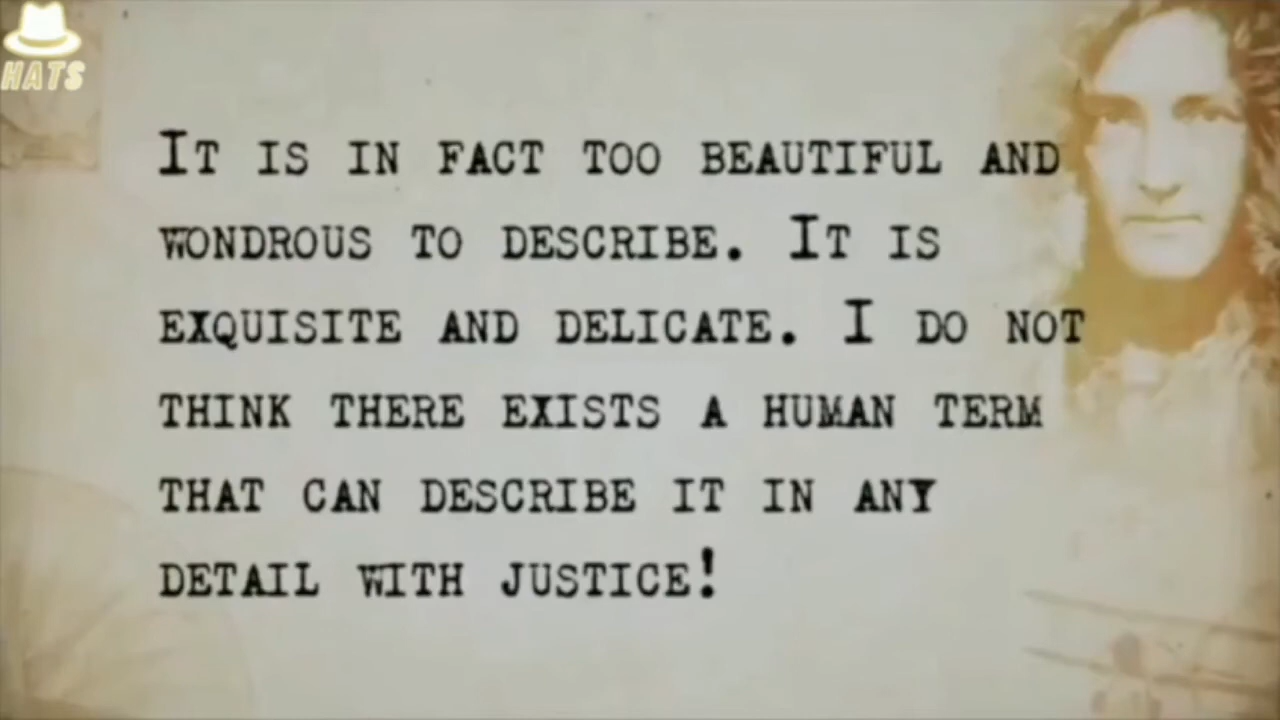 HATS
It is in fact too beautiful and
wondrous to describe. It is
exquisite and delicate. I do not
think there exists a human term
that can describe it in any
detail with justice!